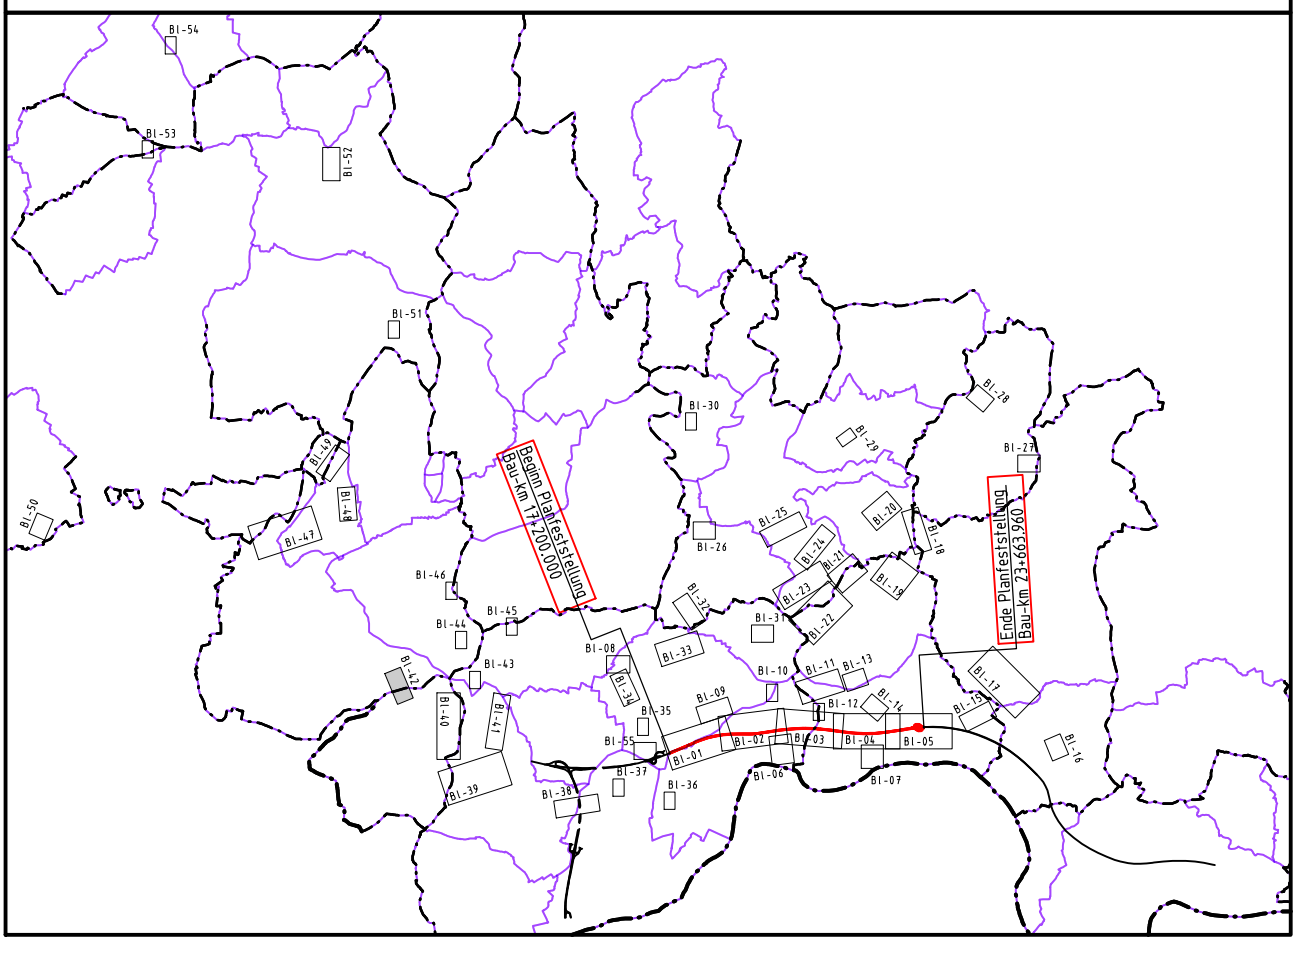 Bl-54
Bl-53
Bl-52
Bl-51
Bl-50
Bl-49
Bl-48
Bl-47
Bl-30
Bl-28
Bl-29
Bl-27
Beginn Planfeststellung
Bau-km 17+200.000
Ende Planfeststellung
Bau-km 23+663.960
Bl-26
Bl-25
Bl-24
Bl-20
Bl-18
Bl-21
Bl-19
Bl-23
Bl-22
Bl-46
Bl-45
Bl-44
Bl-43
Bl-42
Bl-32
Bl-31
Bl-33
Bl-08
Bl-34
Bl-35
Bl-55
Bl-09
Bl-10
Bl-11
Bl-13
Bl-12
Bl-14
Bl-17
Bl-15
Bl-16
Bl-40
Bl-41
Bl-39
Bl-38
Bl-37
Bl-36
Bl-01
Bl-02
Bl-03
Bl-04
Bl-05
Bl-06
Bl-07